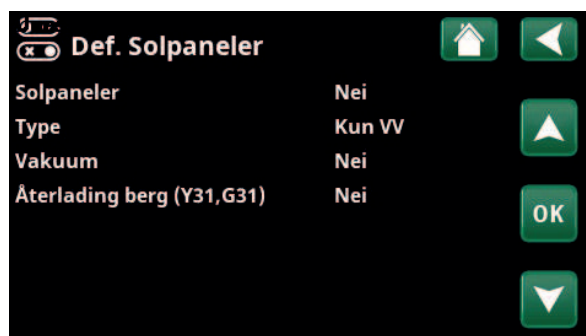 Def. Solpaneler
Solpaneler Nei
Type Kun VV
Vakuum Nei
Återlading berg (Y31,G31) Nei
OK